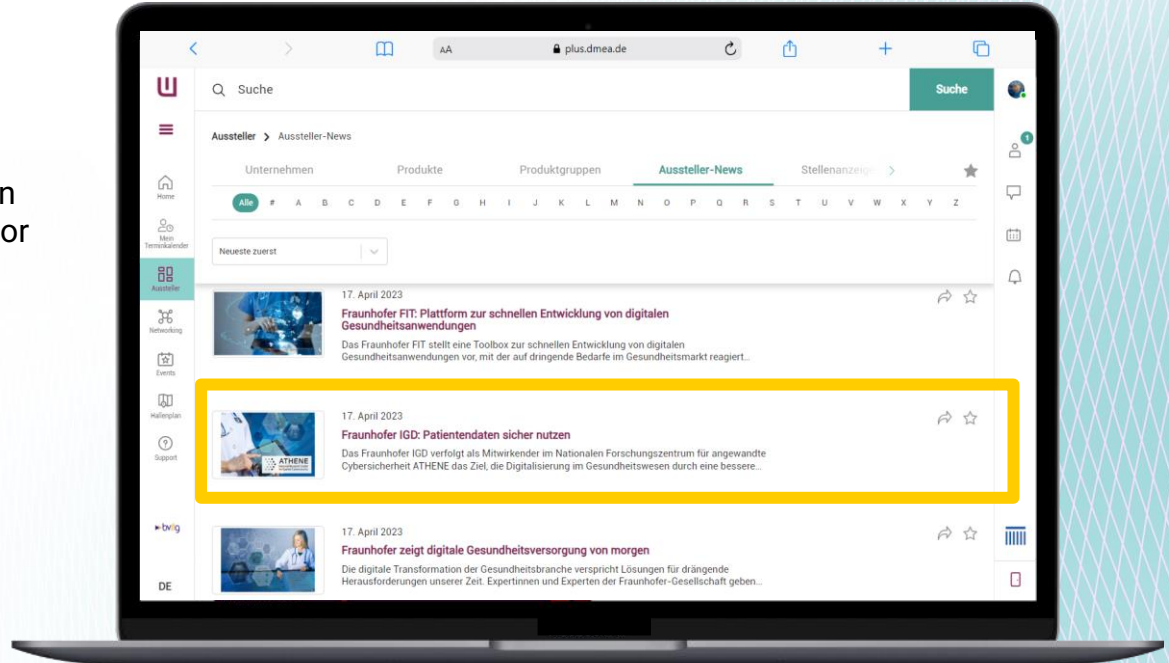 n
or
AA
plus.dmea.de
Suche
Suche
Aussteller > Aussteller-News
Unternehmen Produkte Produktgruppen Aussteller-News Stellenanzeig
Alle # A B C D E F G H I J K L M N O P Q R S T U V W X Y Z
Neueste zuerst
1
Home
Mein
Terminkalender
Aussteller
Networking
Events
Hallenplan
Support
bvitg
DE
17. April 2023
Fraunhofer FIT: Plattform zur schnellen Entwicklung von digitalen
Gesundheitsanwendungen
Das Fraunhofer FIT stellt eine Toolbox zur schnellen Entwicklung von digitalen
Gesundheitsanwendungen vor, mit der auf dringende Bedarfe im Gesundheitsmarkt reagiert...
17. April 2023
Fraunhofer IGD: Patientendaten sicher nutzen
Das Fraunhofer IGD verfolgt als Mitwirkender im Nationalen Forschungszentrum für angewandte
Cybersicherheit ATHENE das Ziel, die Digitalisierung im Gesundheitswesen durch eine bessere...
ATHENE
17. April 2023
Fraunhofer zeigt digitale Gesundheitsversorgung von morgen
Die digitale Transformation der Gesundheitsbranche verspricht Lösungen für drängende
Herausforderungen unserer Zeit. Expertinnen und Experten der Fraunhofer-Gesellschaft geben...